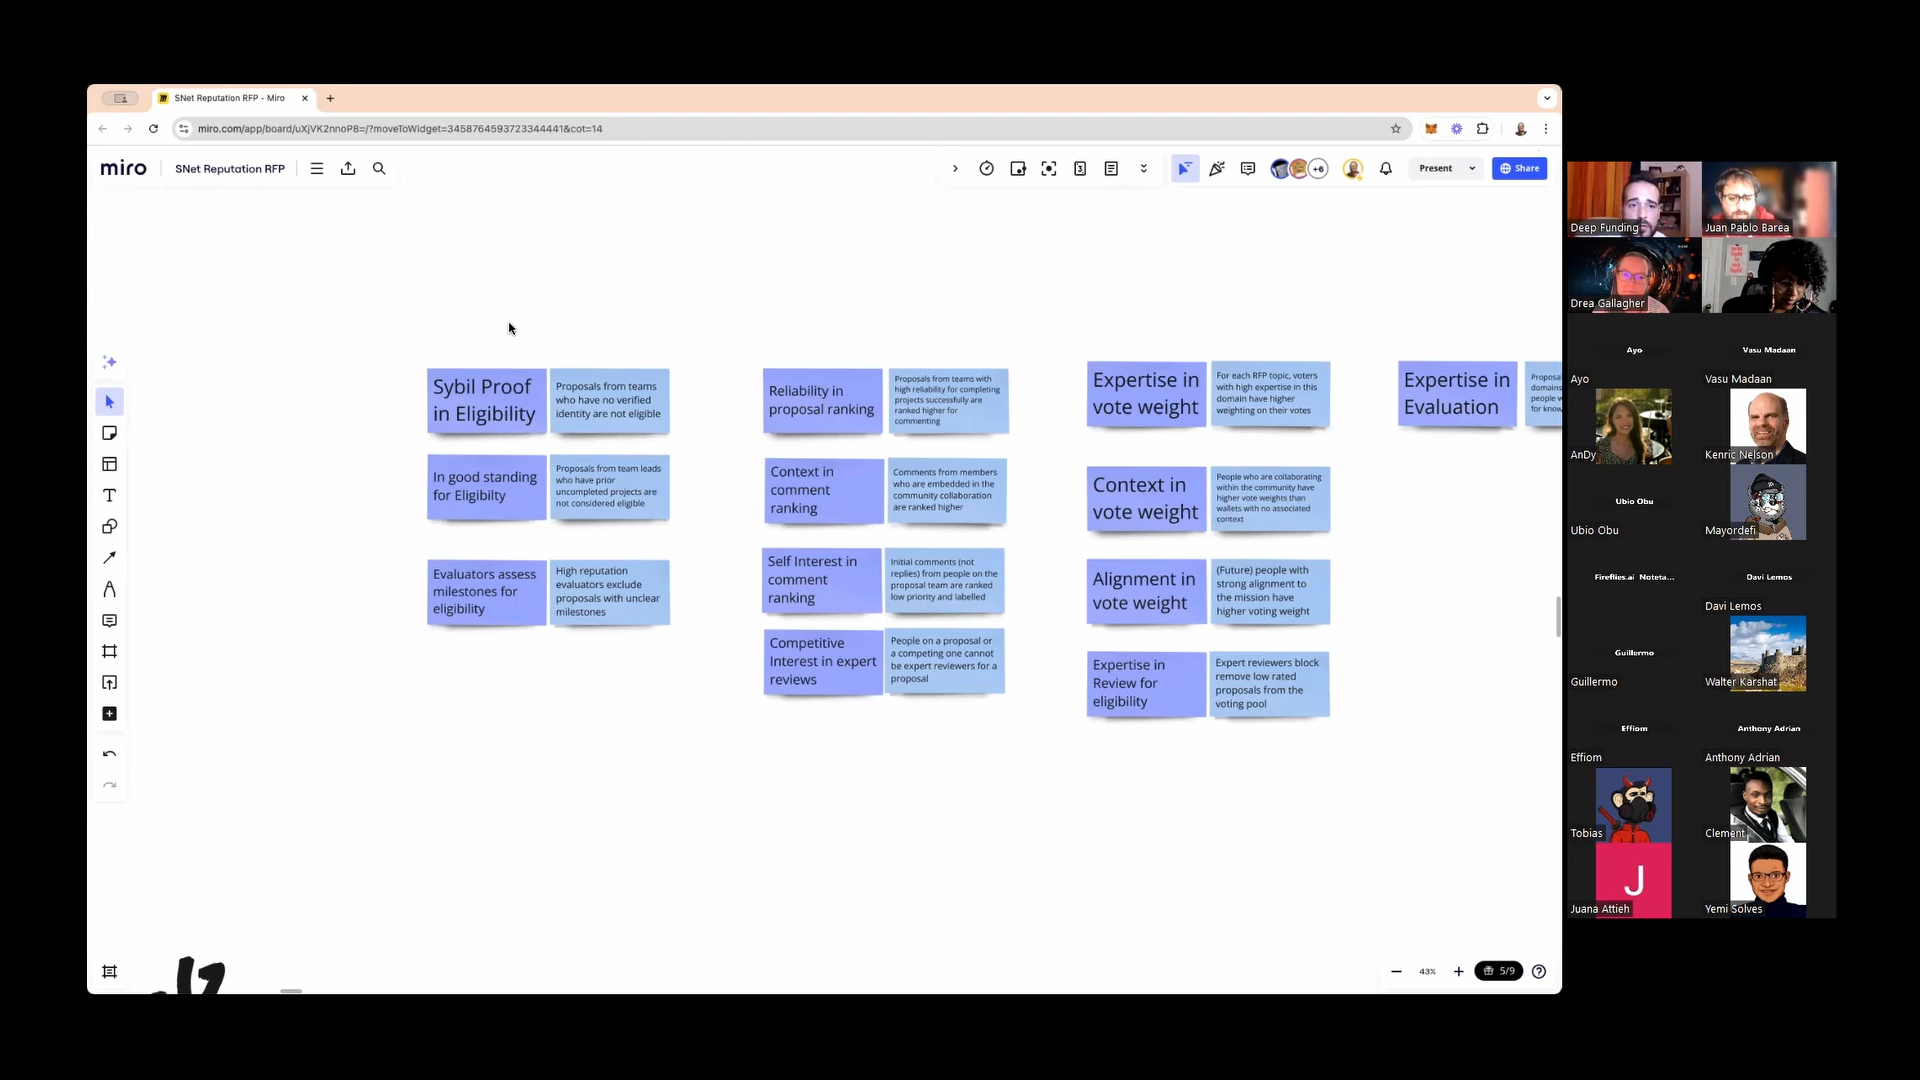 SNet Reputation RFP - Miro
miro.com/app/board/uXjVK2nnoP8=/?moveToWidget=3458764593723344441&cot=14
miro
SNet Reputation RFP
+6
Present
Share
Sybil Proof
in Eligibility
Proposals from teams
who have no verified
identity are not eligible
In good standing
for Eligibilty
Proposals from team leads
who have prior
uncompleted projects are
not considered eligible
Evaluators assess
milestones for
eligibility
High reputation
evaluators exclude
proposals with unclear
milestones
Reliability in
proposal ranking
Proposals from teams with
high reliability for completing
projects successfully are
ranked higher for
commenting
Context in
comment
ranking
Comments from members
who are embedded in the
community collaboration
are ranked higher
Self Interest in
comment
ranking
Initial comments (not
replies) from people on the
proposal team are ranked
low priority and labelled
Competitive
Interest in expert
reviews
People on a proposal or
a competing one cannot
be expert reviewers for a
proposal
Expertise in
vote weight
For each RFP topic, voters
with high expertise in this
domain have higher
weighting on their votes
Context in
vote weight
People who are collaborating
within the community have
higher vote weights than
wallets with no associated
context
Alignment in
vote weight
(Future) people with
strong alignment to
the mission have
higher voting weight
Expertise in
Review for
eligibility
Expert reviewers block
remove low rated
proposals from the
voting pool
Expertise in
Evaluation
Proposa
domains
people w
for know
43%
5/9
Deep Funding
Juan Pablo Barea
Drea Gallagher
Ayo
Vasu Madaan
Ayo
Vasu Madaan
AnDy
Kenric Nelson
Ubio Obu
Ubio Obu
Mayordefi
Fireflies.ai Noteta...
Davi Lemos
Davi Lemos
Guillermo
Guillermo
Walter Karshat
Effiom
Anthony Adrian
Effiom
Anthony Adrian
Tobias
Clement
J
Juana Attieh
Yemi Solves